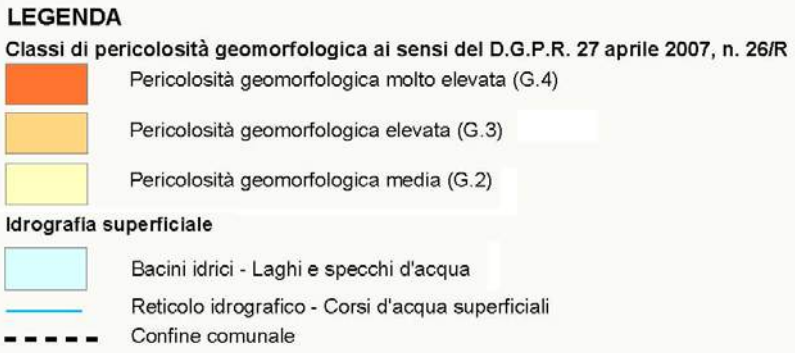 LEGENDA
Classi di pericolosità geomorfologica ai sensi del D.G.P.R. 27 aprile 2007, n. 26/R
Pericolosità geomorfologica molto elevata (G.4)
Pericolosità geomorfologica elevata (G.3)
Pericolosità geomorfologica media (G.2)
Idrografia superficiale
Bacini idrici - Laghi e specchi d'acqua
Reticolo idrografico - Corsi d'acqua superficiali
Confine comunale